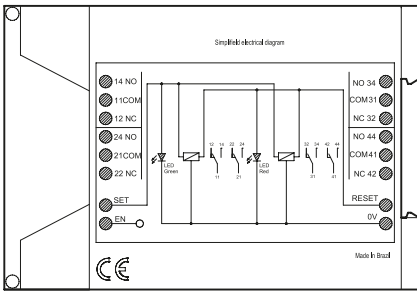 Simplifield electrical diagram
14 NO
11COM
12 NC
24 NO
21COM
22 NC
SET
EN
LED
Green
12 14
11
22 24
21
LED
Red
32 34
31
42 44
41
NO 34
COM31
NC 32
NO 44
COM41
NC 42
RESET
0V
Made In Brazil
CE